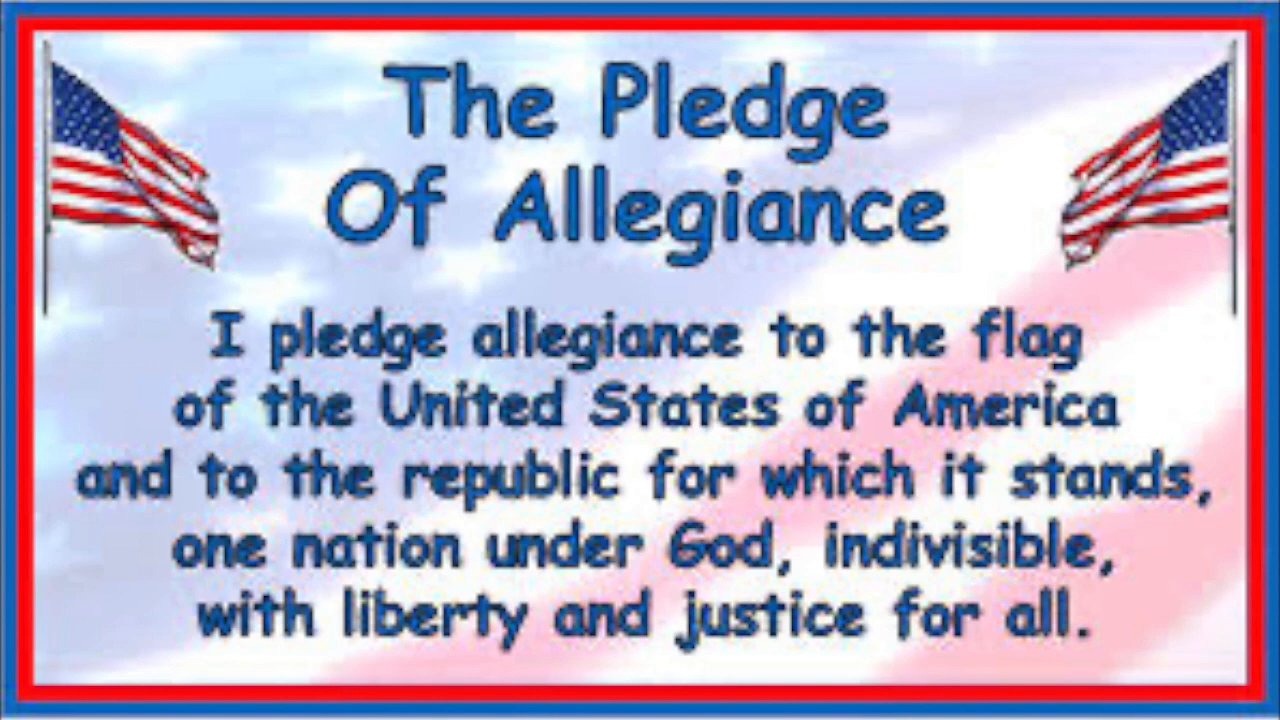 The Pledge
Of Allegiance
I pledge allegiance to the flag
of the United States of America
and to the republic for which it stands,
one nation under God, indivisible,
with liberty and justice for all.